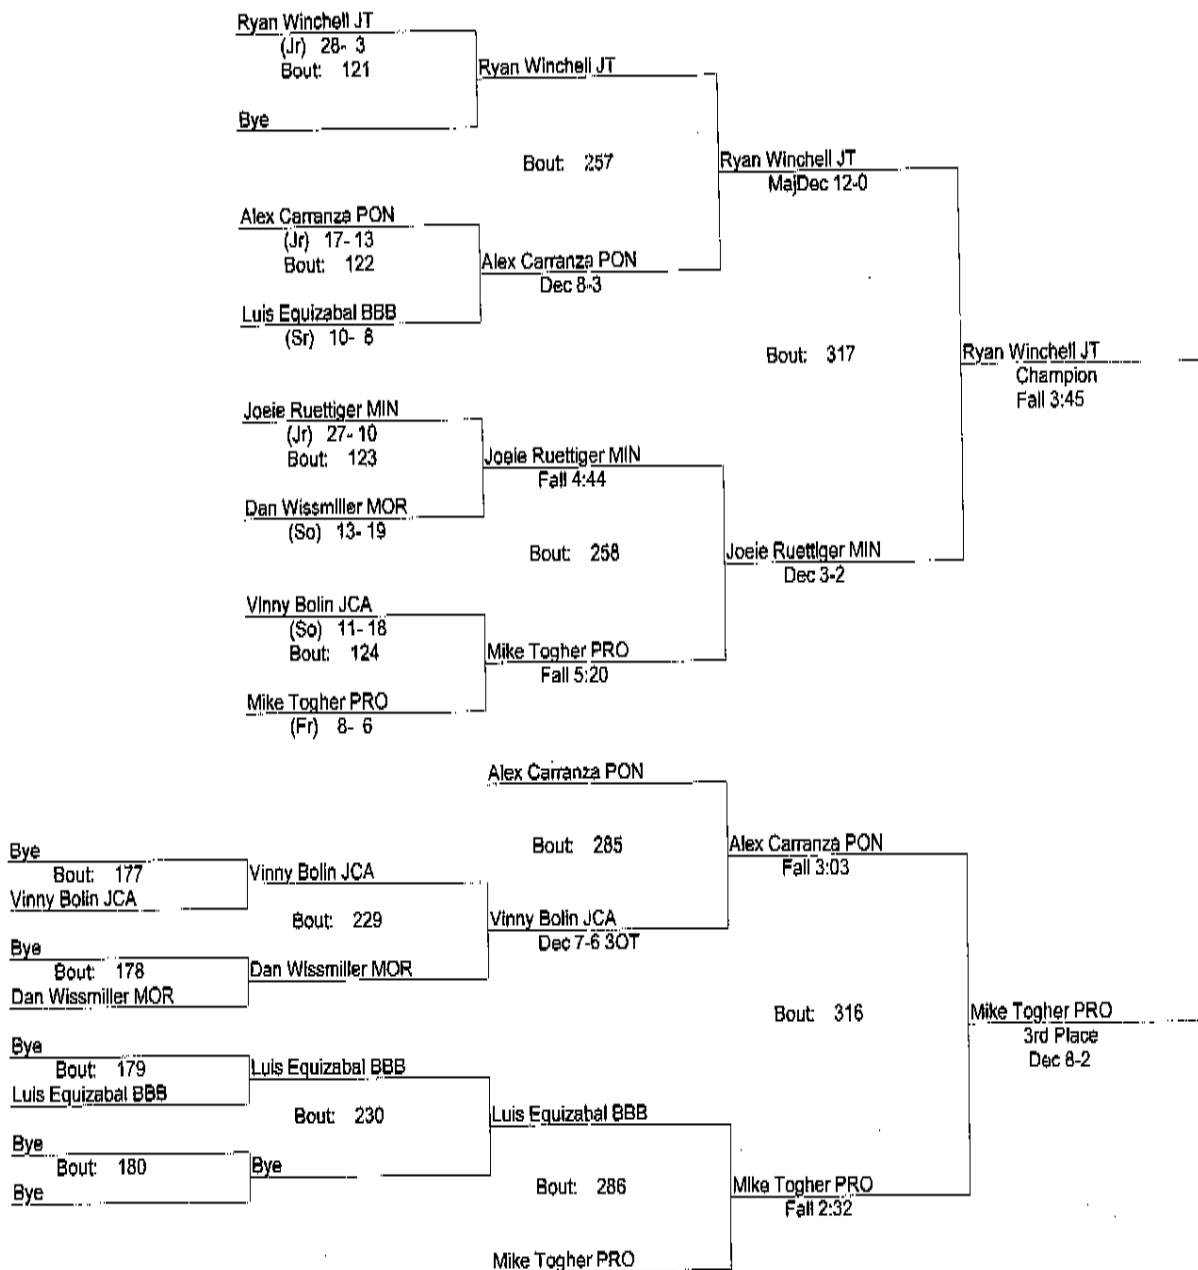 Ryan Winchell JT
(Jr) 28- 3
Bout: 121
Ryan Winchell JT
Bye
Bout: 257
Ryan Winchell JT
MajDec 12-0
Alex Carranza PON
(Jr) 17- 13
Bout: 122
Alex Carranza PON
Dec 8-3
Luis Equizabal BBB
(Sr) 10- 8
Bout: 317
Ryan Winchell JT
Champion
Fall 3:45
Joeie Ruettiger MIN
(Jr) 27- 10
Bout: 123
Joeie Ruettiger MIN
Fall 4:44
Dan Wissmiller MOR
(So) 13- 19
Bout: 258
Joeie Ruettiger MIN
Dec 3-2
Vinny Bolin JCA
(So) 11- 18
Bout: 124
Mike Togher PRO
Fall 5:20
Mike Togher PRO
(Fr) 8- 6
Alex Carranza PON
Bout: 285
Alex Carranza PON
Fall 3:03
Bye
Bout: 177
Vinny Bolin JCA
Vinny Bolin JCA
Bout: 229
Vinny Bolin JCA
Dec 7-6 3OT
Bye
Bout: 178
Dan Wissmiller MOR
Dan Wissmiller MOR
Bout: 316
Mike Togher PRO
3rd Place
Dec 8-2
Bye
Bout: 179
Luis Equizabal BBB
Luis Equizabal BBB
Bout: 230
Luis Equizabal BBB
Bye
Bout: 180
Bye
Bye
Bout: 286
Mike Togher PRO
Fall 2:32
Mike Togher PRO